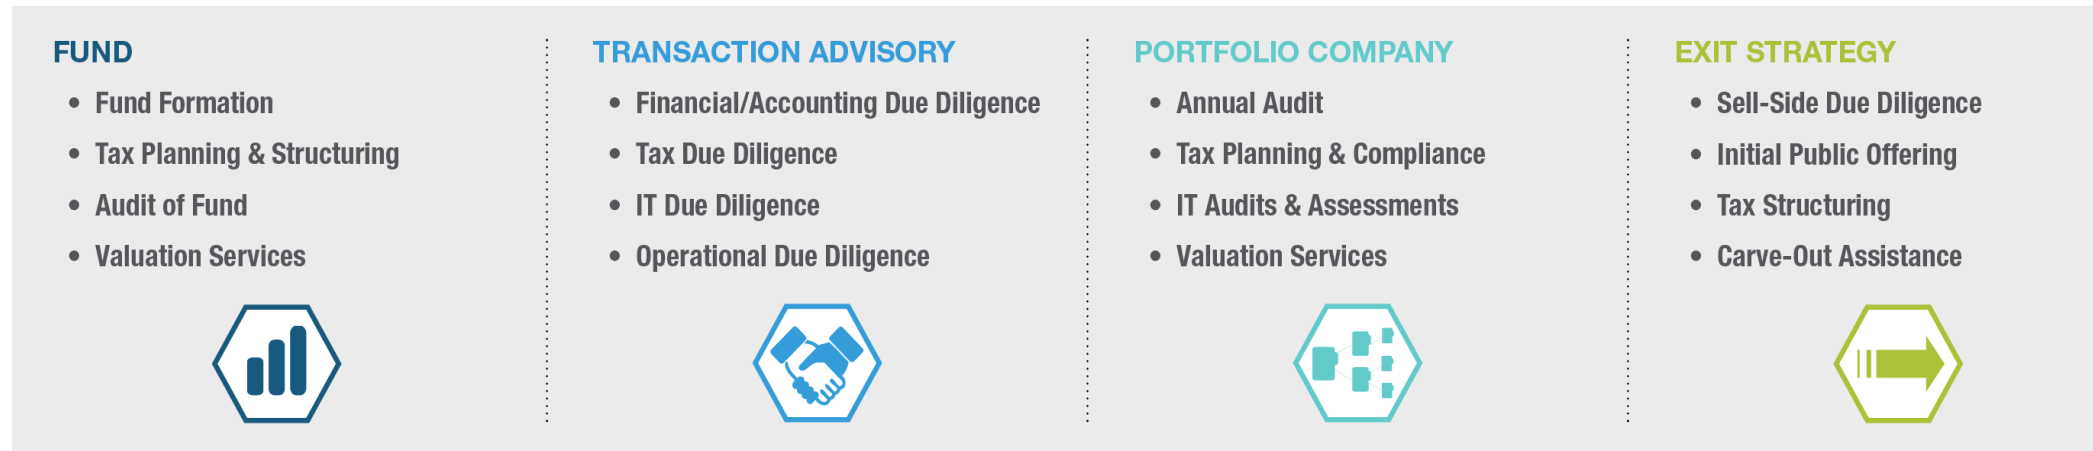 FUND
• Fund Formation
• Tax Planning & Structuring
• Audit of Fund
• Valuation Services
TRANSACTION ADVISORY
• Financial/Accounting Due Diligence
• Tax Due Diligence
• IT Due Diligence
• Operational Due Diligence
PORTFOLIO COMPANY
• Annual Audit
• Tax Planning & Compliance
• IT Audits & Assessments
• Valuation Services
EXIT STRATEGY
• Sell-Side Due Diligence
• Initial Public Offering
• Tax Structuring
• Carve-Out Assistance